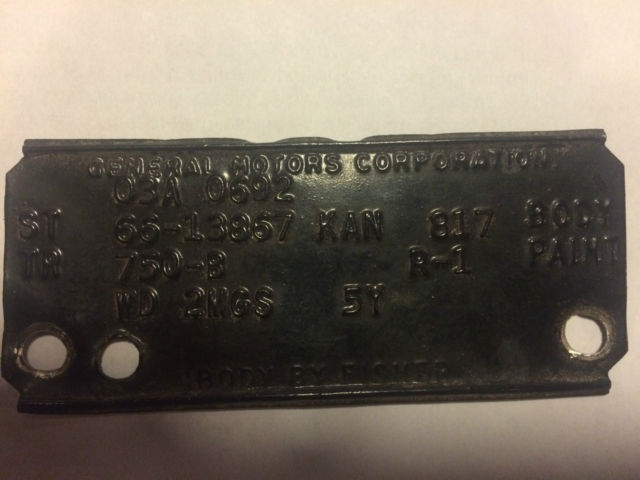 GENERAL MOTORS CORPORATION
03A 0692
ST 66-13867 KAN 817 BODY
TR 750-B R-1 PAINT
WD 2MGS 5Y
BODY BY FISHER